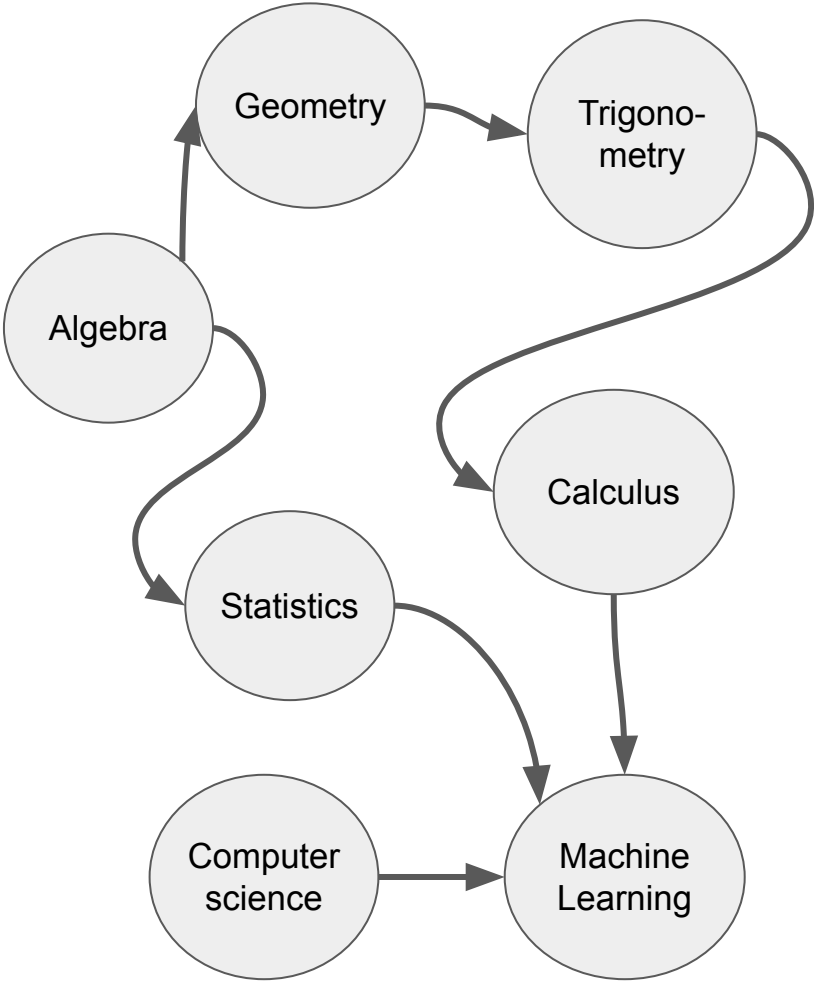 Geometry
Trigono-
metry
Algebra
Calculus
Statistics
Computer
science
Machine
Learning